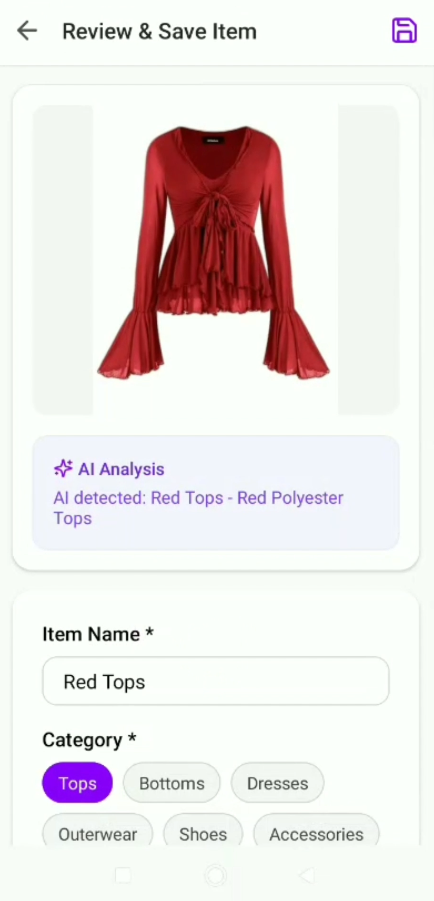 Review & Save Item
AI Analysis
AI detected: Red Tops - Red Polyester
Tops
Item Name *
Red Tops
Category *
Tops Bottoms Dresses
Outerwear Shoes Accessories